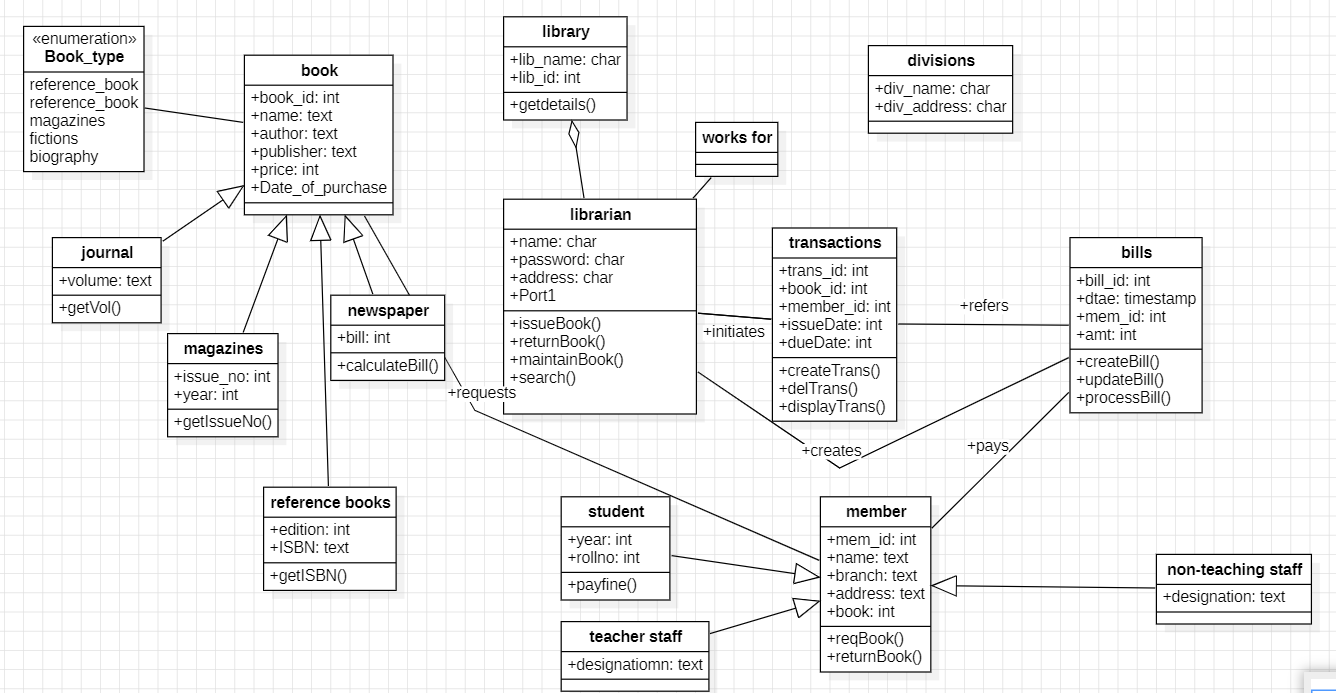 «enumeration»
Book_type
reference_book
reference_book
magazines
fictions
biography
book
+book_id: int
+name: text
+author: text
+publisher: text
+price: int
+Date_of_purchase
library
+lib_name: char
+lib_id: int
+getdetails()
divisions
+div_name: char
+div_address: char
works for
journal
+volume: text
+getVol()
magazines
+issue_no: int
+year: int
+getIssueNo()
newspaper
+bill: int
+calculateBill()
reference books
+edition: int
+ISBN: text
+getISBN()
librarian
+name: char
+password: char
+address: char
+Port1
+issueBook()
+returnBook()
+maintainBook()
+search()
+initiates
transactions
+trans_id: int
+book_id: int
+member_id: int
+issueDate: int
+dueDate: int
+createTrans()
+delTrans()
+displayTrans()
+refers
bills
+bill_id: int
+dtae: timestamp
+mem_id: int
+amt: int
+createBill()
+updateBill()
+processBill()
+requests
+creates
+pays
student
+year: int
+rollno: int
+payfine()
teacher staff
+designationmn: text
member
+mem_id: int
+name: text
+branch: text
+address: text
+book: int
+reqBook()
+returnBook()
non-teaching staff
+designation: text